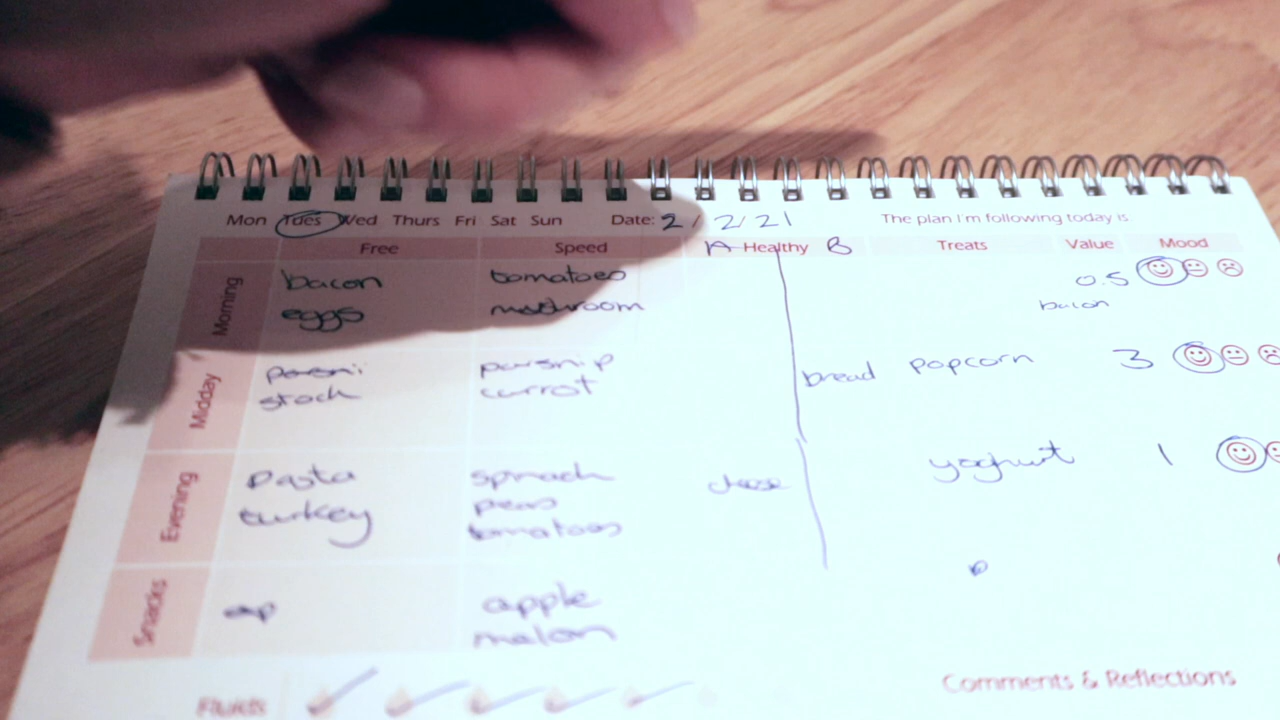 Mon Tues Wed Thurs Fri Sat Sun Date: 2/2/21 The plan I'm following today is
Free Speed A Healthy B Treats Value Mood
Morning
bacon tomatoes 0.5
eggs mushroom bacon
Midday
parsni parsnip bread popcorn 3
stock carrot
Evening
pasta spinach cheese yoghurt 1
turkey peas
tomatoes
Snacks
ap apple
melon
Fluids
Comments & Reflections